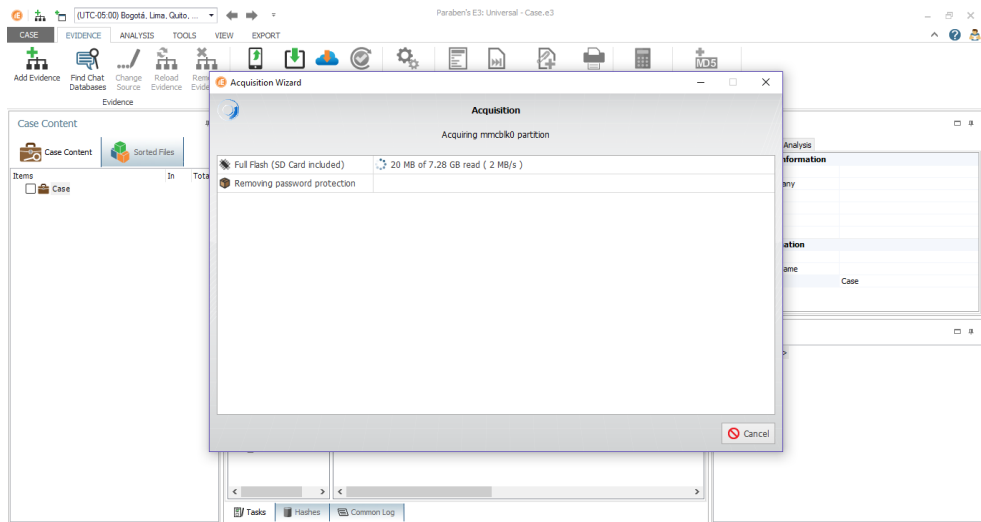 (UTC-05:00) Bogotá, Lima, Quito, ...
Paraben's E3: Universal - Case.e3
CASE EVIDENCE ANALYSIS TOOLS VIEW EXPORT
Add Evidence
Find Chat Databases
Change Source
Reload Evidence
MD5
Evidence
Acquisition Wizard
Acquisition
Acquiring mmcblk0 partition
Full Flash (SD Card included) 20 MB of 7.28 GB read ( 2 MB/s )
Removing password protection
Cancel
Case Content
Case Content Sorted Files
Items In
Case
Analysis
Case
Tasks Hashes Common Log